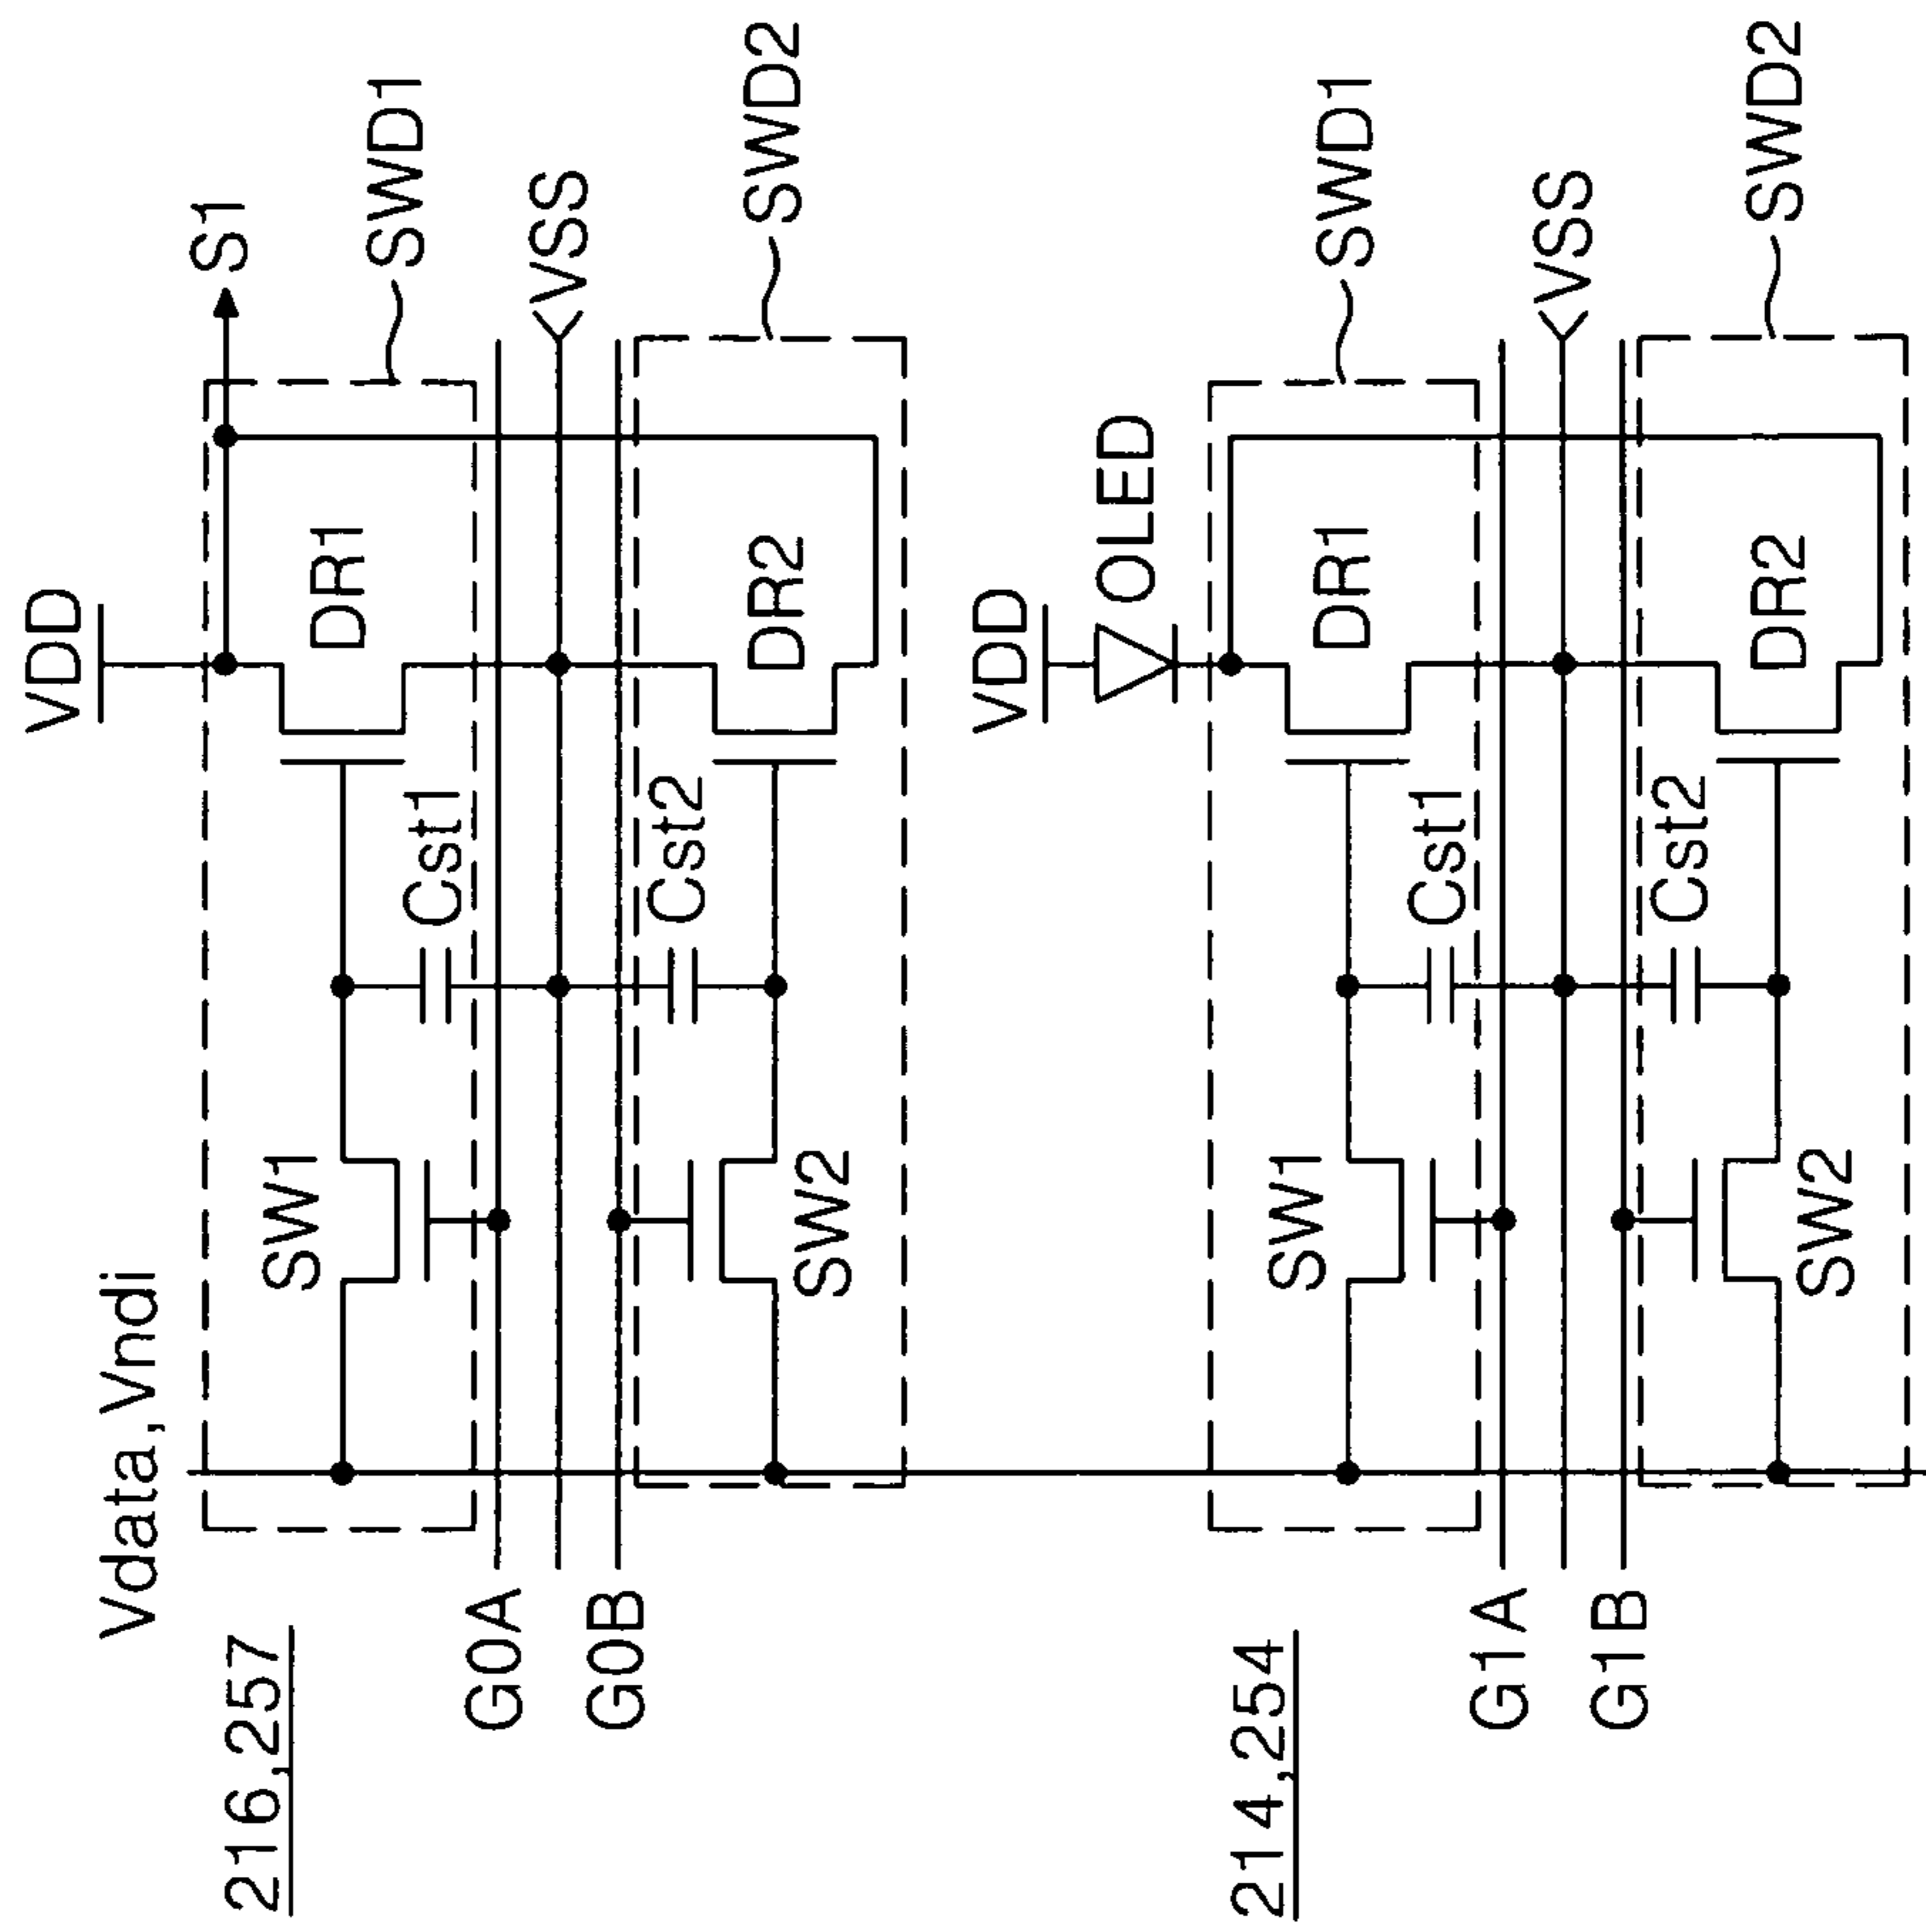 VDD
S1
SWD1
DR1
Vdata,Vndi
SW1
Cst1
216,257
G0A
VSS
G0B
Cst2
DR2
SWD2
SW2
VDD
OLED
SWD1
DR1
SW1
Cst1
214,254
G1A
VSS
G1B
Cst2
DR2
SWD2
SW2